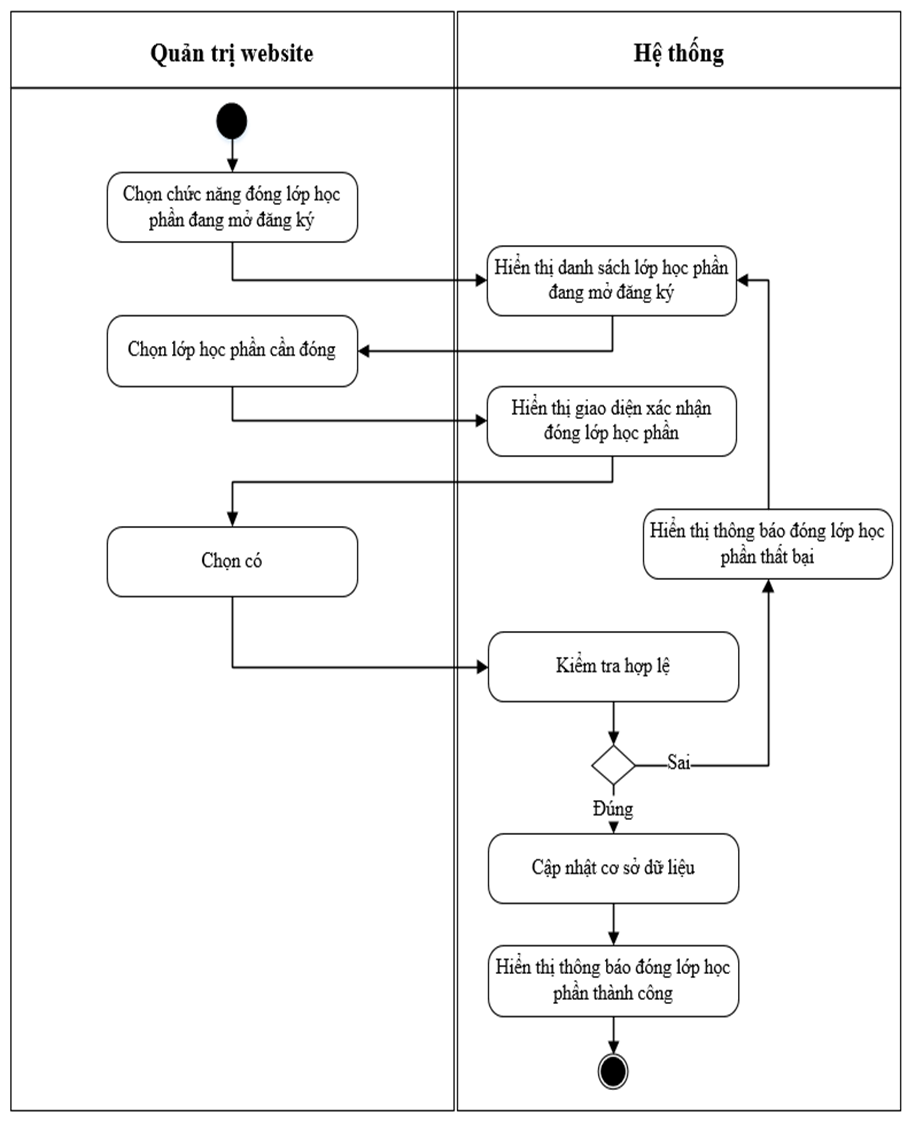 Quản trị website
Hệ thống
Chọn chức năng đóng lớp học
phần đang mở đăng ký
Hiển thị danh sách lớp học phần
đang mở đăng ký
Chọn lớp học phần cần đóng
Hiển thị giao diện xác nhận
đóng lớp học phần
Hiển thị thông báo đóng lớp học
phần thất bại
Chọn có
Kiểm tra hợp lệ
Sai
Đúng
Cập nhật cơ sở dữ liệu
Hiển thị thông báo đóng lớp học
phần thành công